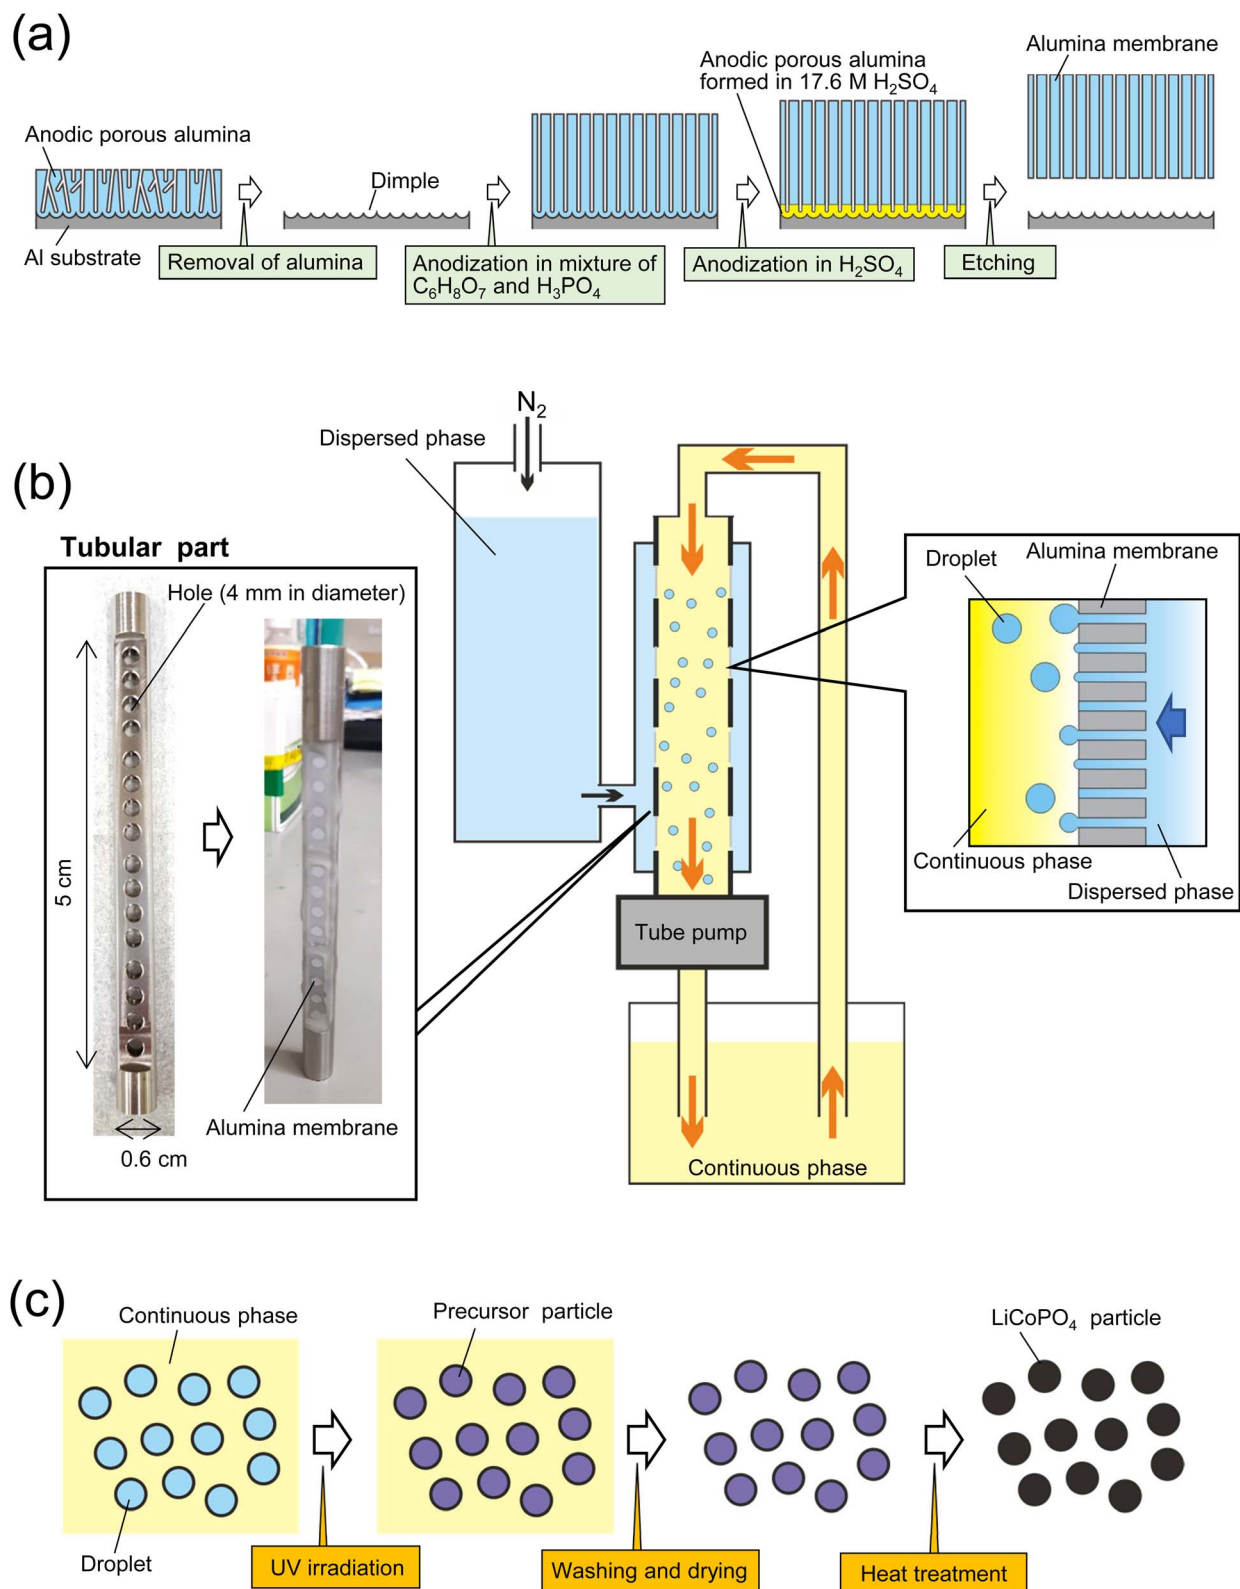 (a)
Anodic porous alumina
Al substrate
Removal of alumina
Dimple
Anodization in mixture of
C₆H₈O₇ and H₃PO₄
Anodic porous alumina
formed in 17.6 M H₂SO₄
Anodization in H₂SO₄
Alumina membrane
Etching
(b)
N₂
Dispersed phase
Tubular part
Hole (4 mm in diameter)
5 cm
0.6 cm
Alumina membrane
Tube pump
Continuous phase
Droplet
Alumina membrane
Continuous phase
Dispersed phase
(c)
Continuous phase
Droplet
UV irradiation
Precursor particle
Washing and drying
Heat treatment
LiCoPO₄ particle